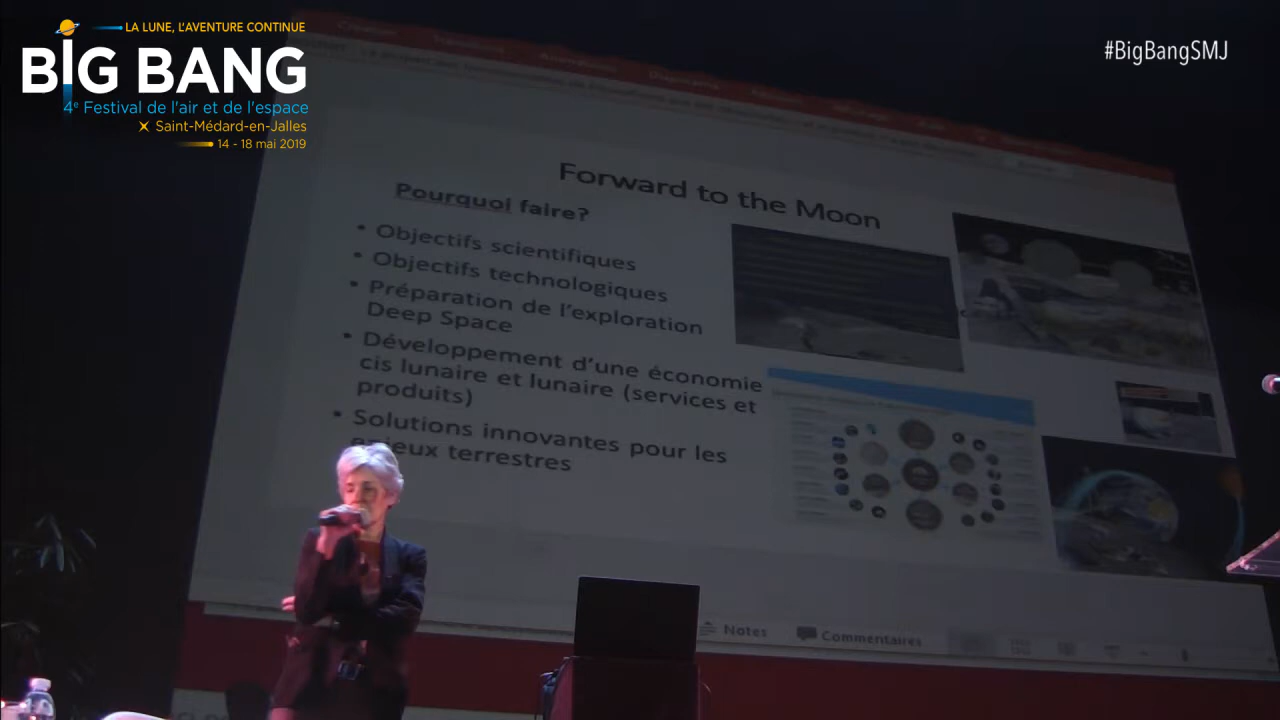 LA LUNE, L'AVENTURE CONTINUE
BIG BANG
4e Festival de l'air et de l'espace
Saint-Médard-en-Jalles
14 - 18 mai 2019
#BigBangSMJ
Forward to the Moon
Pourquoi faire?
• Objectifs scientifiques
• Objectifs technologiques
• Préparation de l'exploration
Deep Space
• Développement d'une économie
cis lunaire et lunaire (services et
produits)
• Solutions innovantes pour les
enjeux terrestres
Notes
Commentaires